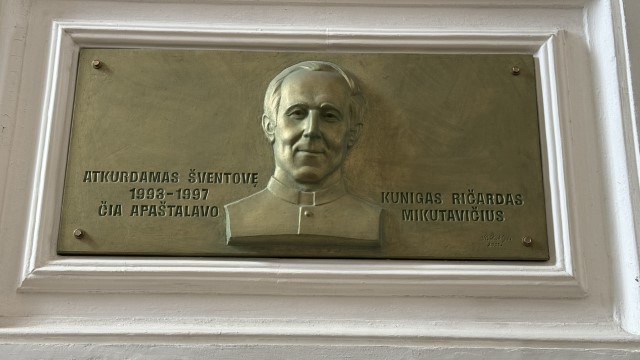 ATKURDAMAS ŠVENTOVĘ
1993-1997
ČIA APAŠTALAVO
KUNIGAS RIČARDAS
MIKUTAVIČIUS